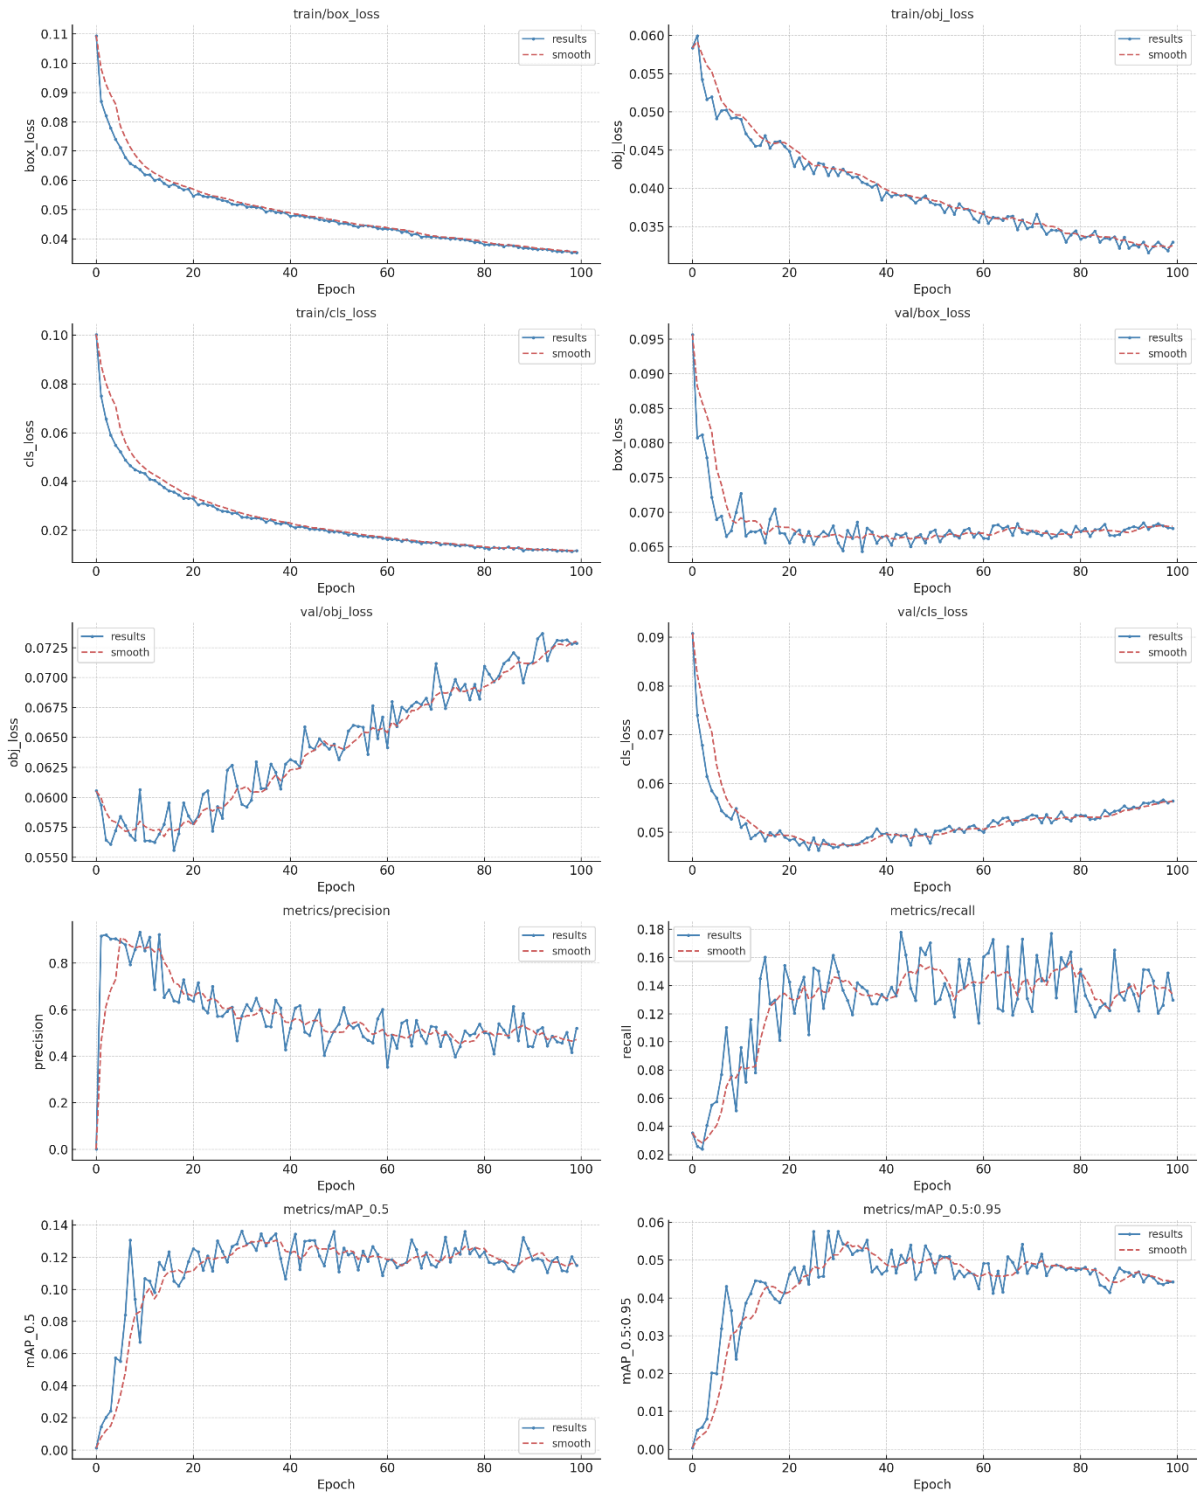 train/box_loss
box_loss
0.11
0.10
0.09
0.08
0.07
0.06
0.05
0.04
results
smooth
0 20 40 60 80 100
Epoch
train/obj_loss
obj_loss
0.060
0.055
0.050
0.045
0.040
0.035
results
smooth
0 20 40 60 80 100
Epoch
train/cls_loss
cls_loss
0.10
0.08
0.06
0.04
0.02
results
smooth
0 20 40 60 80 100
Epoch
val/box_loss
box_loss
0.095
0.090
0.085
0.080
0.075
0.070
0.065
results
smooth
0 20 40 60 80 100
Epoch
val/obj_loss
obj_loss
0.0725
0.0700
0.0675
0.0650
0.0625
0.0600
0.0575
0.0550
results
smooth
0 20 40 60 80 100
Epoch
val/cls_loss
cls_loss
0.09
0.08
0.07
0.06
0.05
results
smooth
0 20 40 60 80 100
Epoch
metrics/precision
precision
0.8
0.6
0.4
0.2
0.0
results
smooth
0 20 40 60 80 100
Epoch
metrics/recall
recall
0.18
0.16
0.14
0.12
0.10
0.08
0.06
0.04
0.02
results
smooth
0 20 40 60 80 100
Epoch
metrics/mAP_0.5
mAP_0.5
0.14
0.12
0.10
0.08
0.06
0.04
0.02
0.00
results
smooth
0 20 40 60 80 100
Epoch
metrics/mAP_0.5:0.95
mAP_0.5:0.95
0.06
0.05
0.04
0.03
0.02
0.01
0.00
results
smooth
0 20 40 60 80 100
Epoch